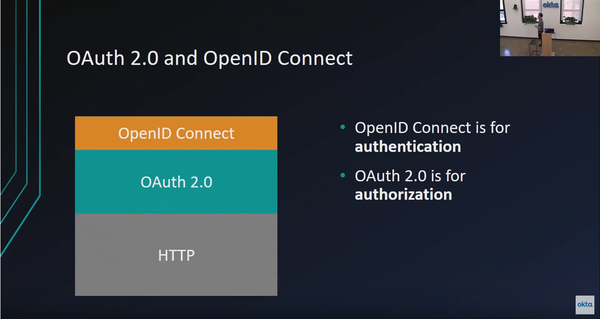 okta
OAuth 2.0 and OpenID Connect
OpenID Connect
OAuth 2.0
HTTP
• OpenID Connect is for
authentication
• OAuth 2.0 is for
authorization
okta